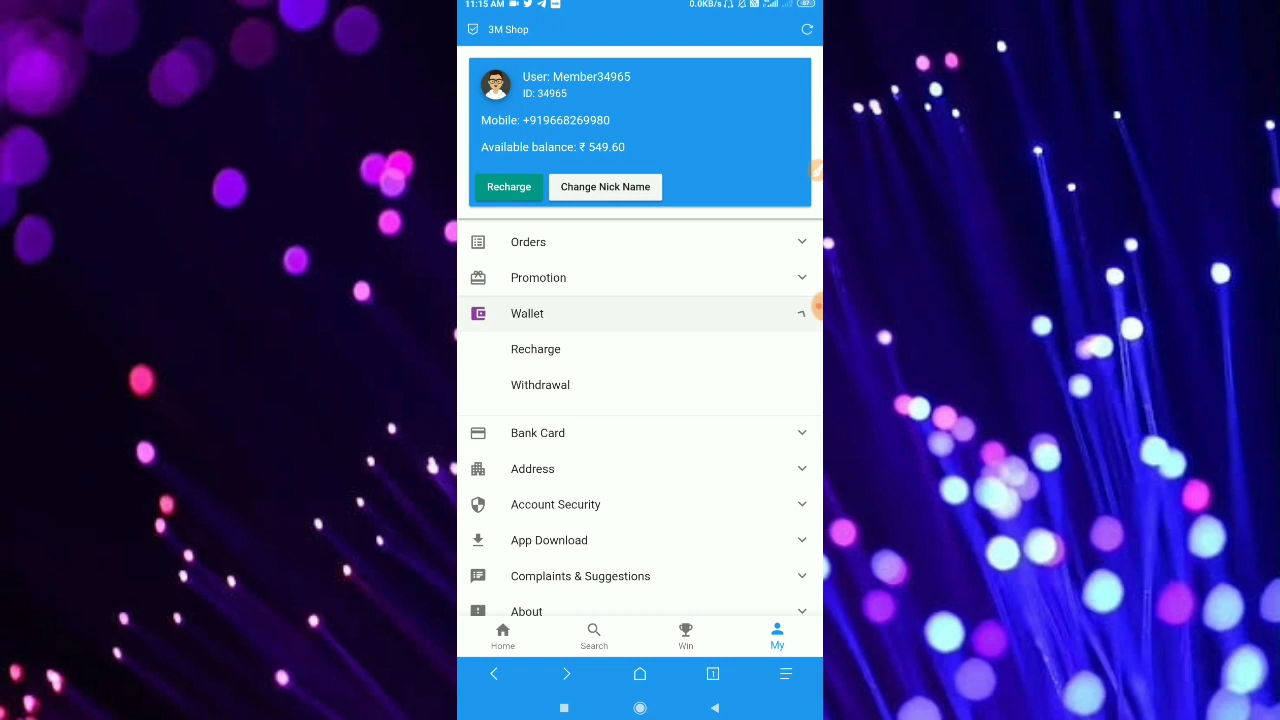 11:15 AM 0.0KB/s 67
3M Shop
User: Member34965
ID: 34965
Mobile: +919668269980
Available balance: ₹ 549.60
Recharge Change Nick Name
Orders
Promotion
Wallet
Recharge
Withdrawal
Bank Card
Address
Account Security
App Download
Complaints & Suggestions
About
Home Search Win My
1